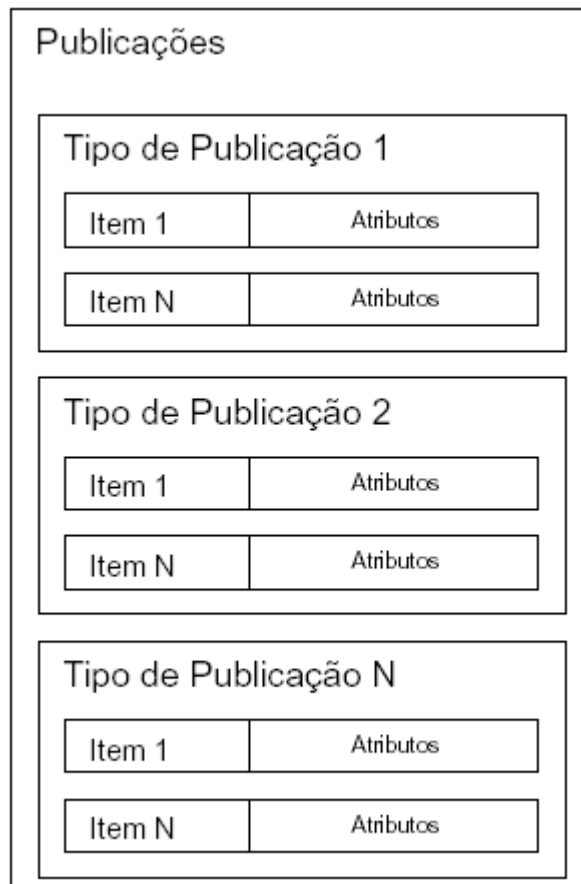 Publicações
Tipo de Publicação 1
Item 1 Atributos
Item N Atributos
Tipo de Publicação 2
Item 1 Atributos
Item N Atributos
Tipo de Publicação N
Item 1 Atributos
Item N Atributos